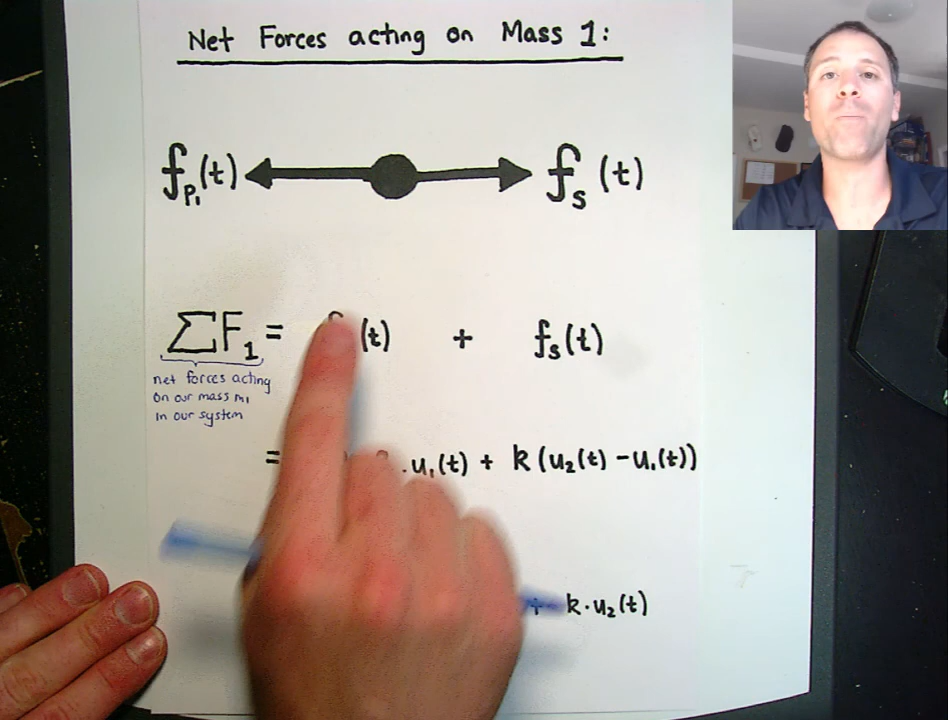 Net Forces acting on Mass 1:
fp₁(t) fs(t)
ΣF₁ = (t) + fs(t)
net forces acting
on our mass m₁
in our system
= . u₁(t) + k(u₂(t) - u₁(t))
+ k·u₂(t)